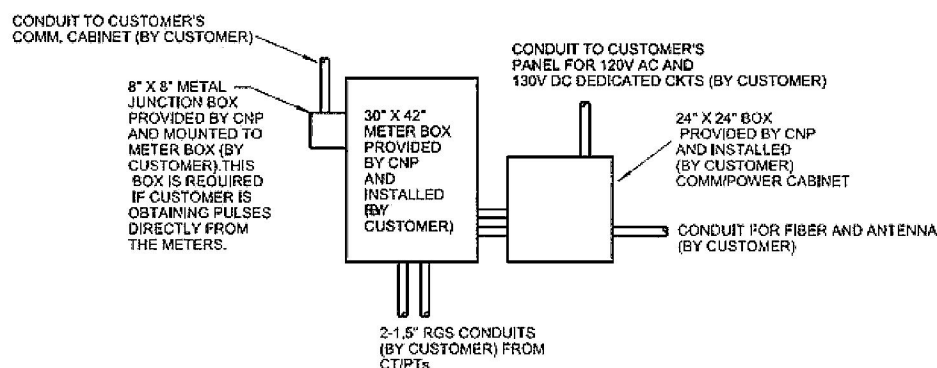 CONDUIT TO CUSTOMER'S
COMM. CABINET (BY CUSTOMER)
8" X 8" METAL
JUNCTION BOX
PROVIDED BY CNP
AND MOUNTED TO
METER BOX (BY
CUSTOMER).THIS
BOX IS REQUIRED
IF CUSTOMER IS
OBTAINING PULSES
DIRECTLY FROM
THE METERS.
30" X 42"
METER BOX
PROVIDED
BY CNP
AND
INSTALLED
(BY
CUSTOMER)
CONDUIT TO CUSTOMER'S
PANEL FOR 120V AC AND
130V DC DEDICATED CKTS (BY CUSTOMER)
24" X 24" BOX
PROVIDED BY CNP
AND INSTALLED
(BY CUSTOMER)
COMM/POWER CABINET
CONDUIT FOR FIBER AND ANTENNA
(BY CUSTOMER)
2-1.5" RGS CONDUITS
(BY CUSTOMER) FROM
CT/PTs